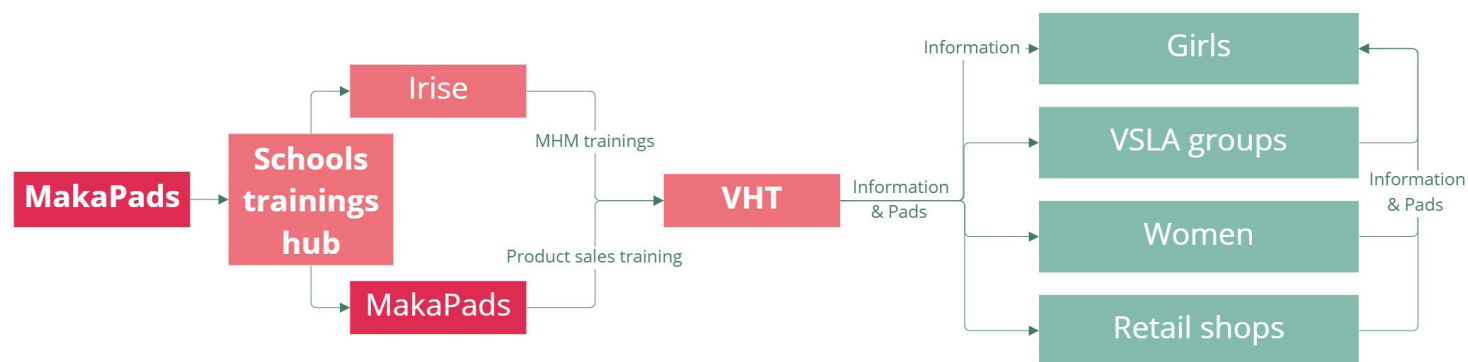 MakaPads
Schools
trainings
hub
Irise
MakaPads
MHM trainings
Product sales training
VHT
Information
& Pads
Information
Girls
VSLA groups
Women
Retail shops
Information
& Pads